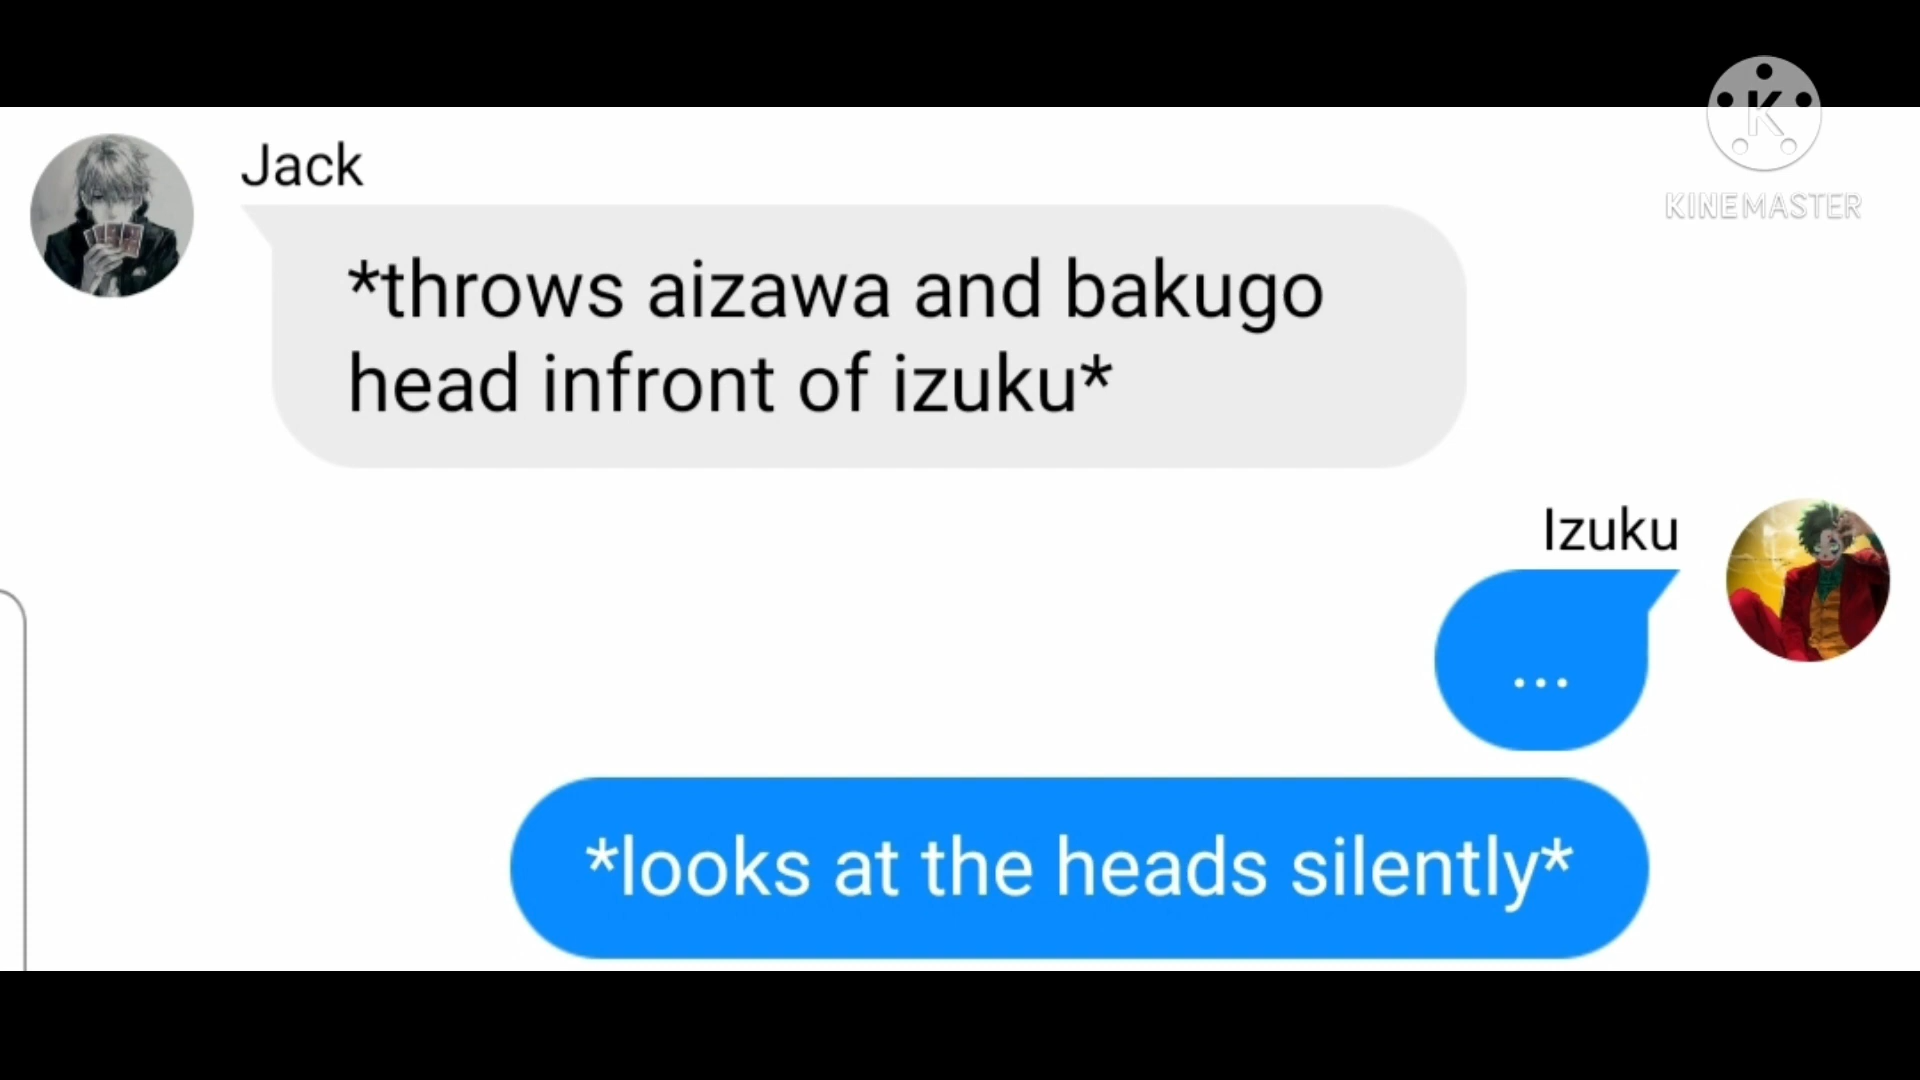 KINEMASTER
Jack
*throws aizawa and bakugo
head infront of izuku*
Izuku
...
*looks at the heads silently*